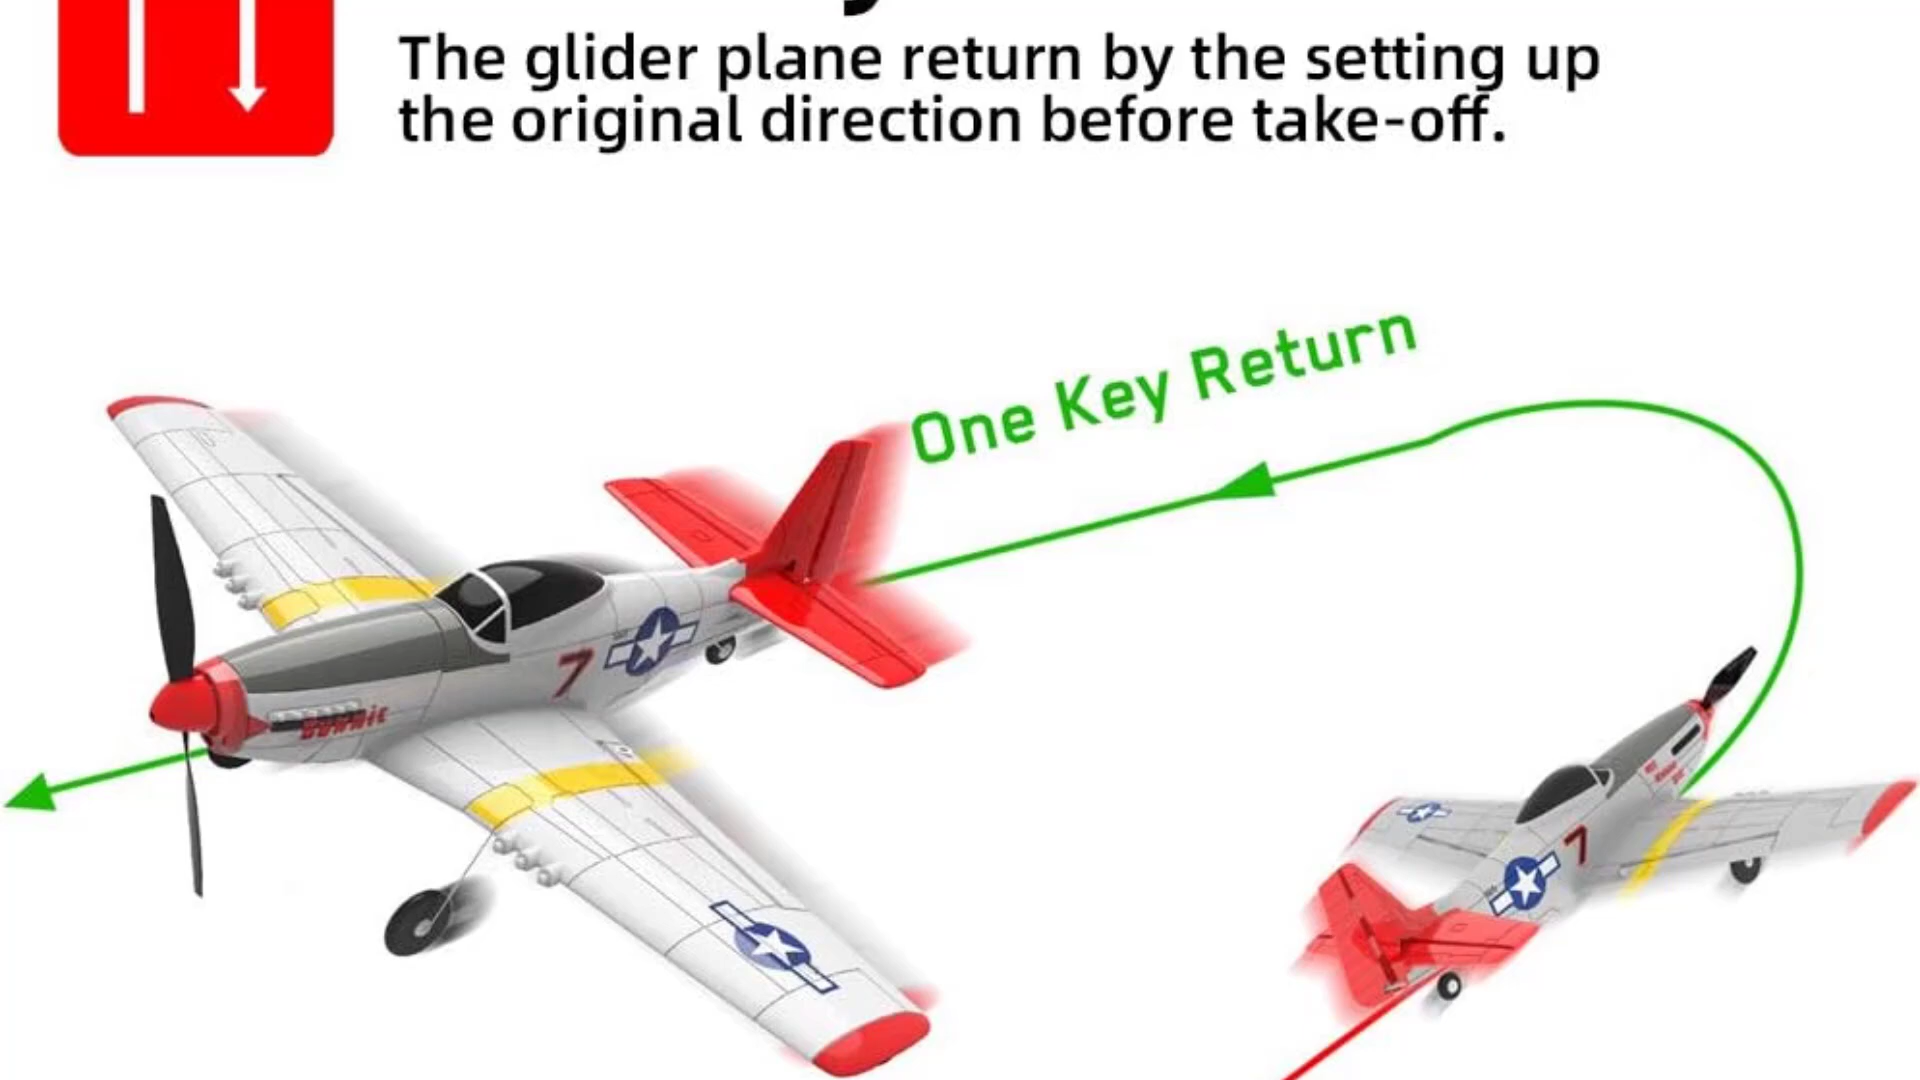 The glider plane return by the setting up
the original direction before take-off.
One Key Return
7
7